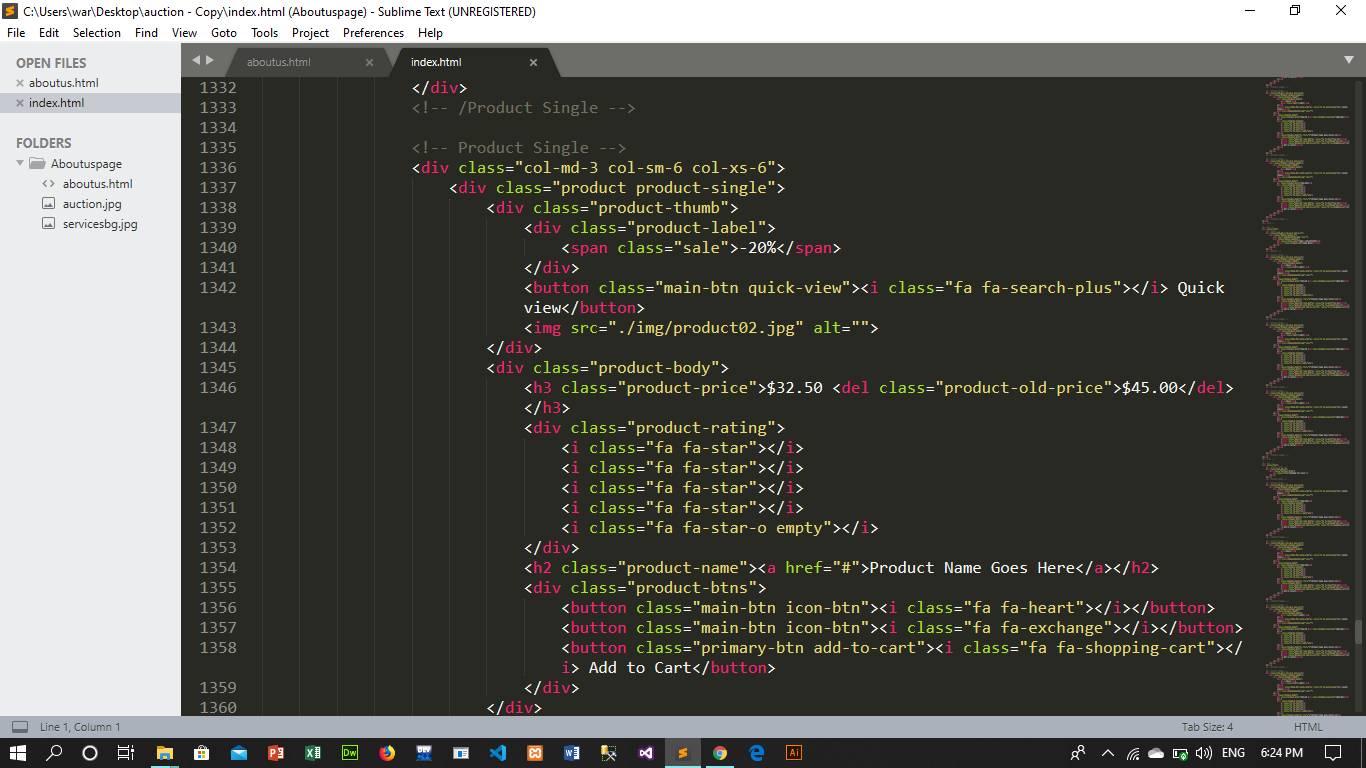 C:\Users\war\Desktop\auction - Copy\index.html (Aboutuspage) - Sublime Text (UNREGISTERED)
File Edit Selection Find View Goto Tools Project Preferences Help
OPEN FILES
aboutus.html
index.html
FOLDERS
Aboutuspage
aboutus.html
auction.jpg
servicesbg.jpg
aboutus.html index.html
1332 </div>
1333 <!-- /Product Single -->
1334
1335 <!-- Product Single -->
1336 <div class="col-md-3 col-sm-6 col-xs-6">
1337 <div class="product product-single">
1338 <div class="product-thumb">
1339 <div class="product-label">
1340 <span class="sale">-20%</span>
1341 </div>
1342 <button class="main-btn quick-view"><i class="fa fa-search-plus"></i> Quick
view</button>
1343 <img src="./img/product02.jpg" alt="">
1344 </div>
1345 <div class="product-body">
1346 <h3 class="product-price">$32.50 <del class="product-old-price">$45.00</del>
</h3>
1347 <div class="product-rating">
1348 <i class="fa fa-star"></i>
1349 <i class="fa fa-star"></i>
1350 <i class="fa fa-star"></i>
1351 <i class="fa fa-star"></i>
1352 <i class="fa fa-star-o empty"></i>
1353 </div>
1354 <h2 class="product-name"><a href="#">Product Name Goes Here</a></h2>
1355 <div class="product-btns">
1356 <button class="main-btn icon-btn"><i class="fa fa-heart"></i></button>
1357 <button class="main-btn icon-btn"><i class="fa fa-exchange"></i></button>
1358 <button class="primary-btn add-to-cart"><i class="fa fa-shopping-cart"></
i> Add to Cart</button>
1359 </div>
1360 </div>
Line 1, Column 1 Tab Size: 4 HTML
Dw DEV Ai ENG 6:24 PM